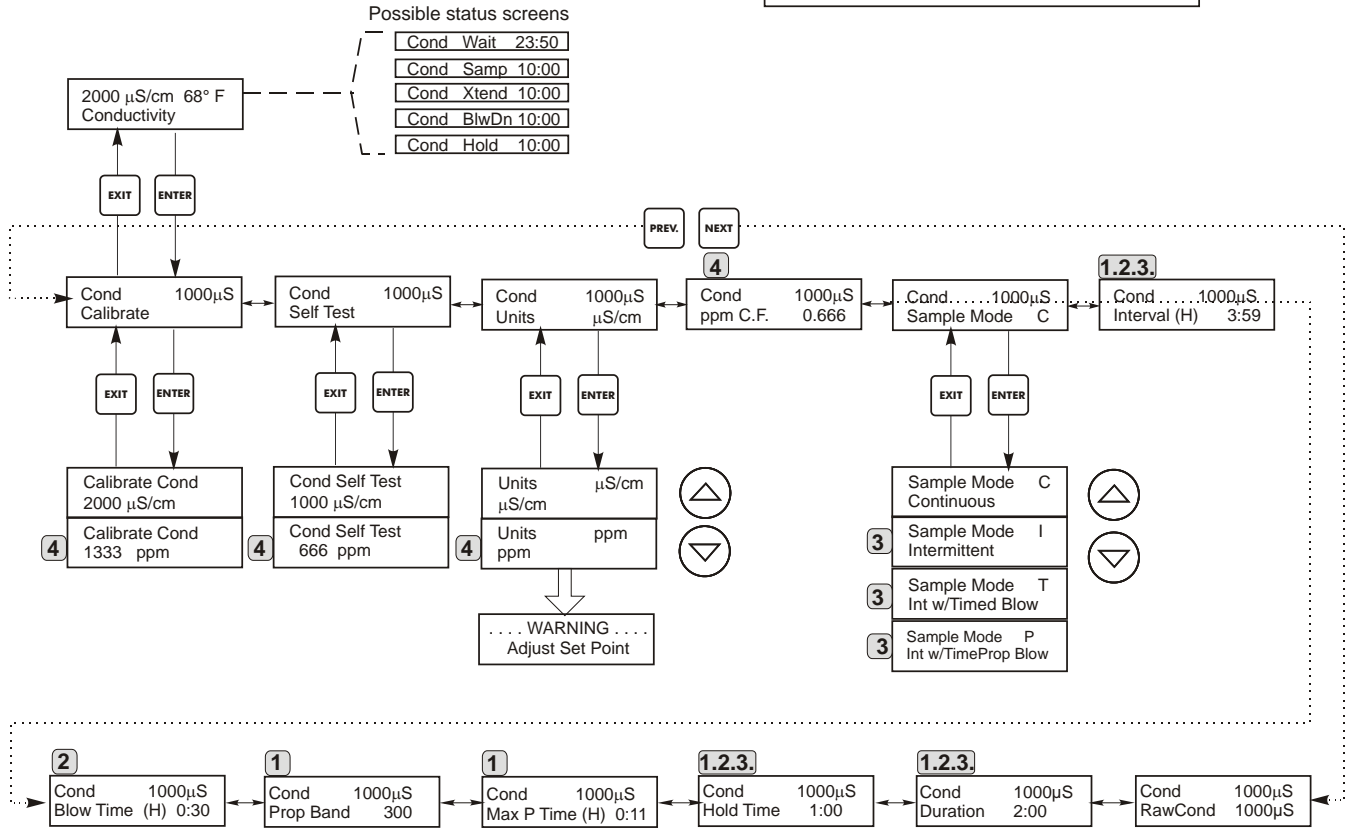 Possible status screens
Cond Wait 23:50
Cond Samp 10:00
Cond Xtend 10:00
Cond BlwDn 10:00
Cond Hold 10:00
2000 µS/cm 68° F
Conductivity
EXIT
ENTER
PREV.
NEXT
Cond 1000µS
Calibrate
Cond 1000µS
Self Test
Cond 1000µS
Units µS/cm
4
Cond 1000µS
ppm C.F. 0.666
Cond 1000µS
Sample Mode C
1.2.3.
Cond 1000µS
Interval (H) 3:59
EXIT
ENTER
EXIT
ENTER
EXIT
ENTER
EXIT
ENTER
Calibrate Cond
2000 µS/cm
4
Calibrate Cond
1333 ppm
Cond Self Test
1000 µS/cm
4
Cond Self Test
666 ppm
Units µS/cm
µS/cm
4
Units ppm
ppm
. . . . WARNING . . . .
Adjust Set Point
Sample Mode C
Continuous
3
Sample Mode I
Intermittent
3
Sample Mode T
Int w/Timed Blow
3
Sample Mode P
Int w/TimeProp Blow
2
Cond 1000µS
Blow Time (H) 0:30
1
Cond 1000µS
Prop Band 300
1
Cond 1000µS
Max P Time (H) 0:11
1.2.3.
Cond 1000µS
Hold Time 1:00
1.2.3.
Cond 1000µS
Duration 2:00
Cond 1000µS
RawCond 1000µS